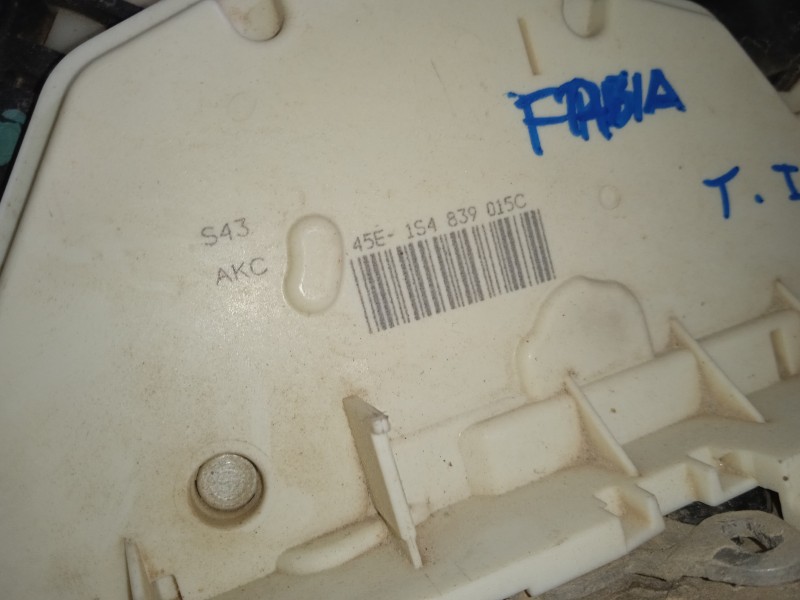 FABIA
T.I
S43
45E- 1S4 839 015C
AKC